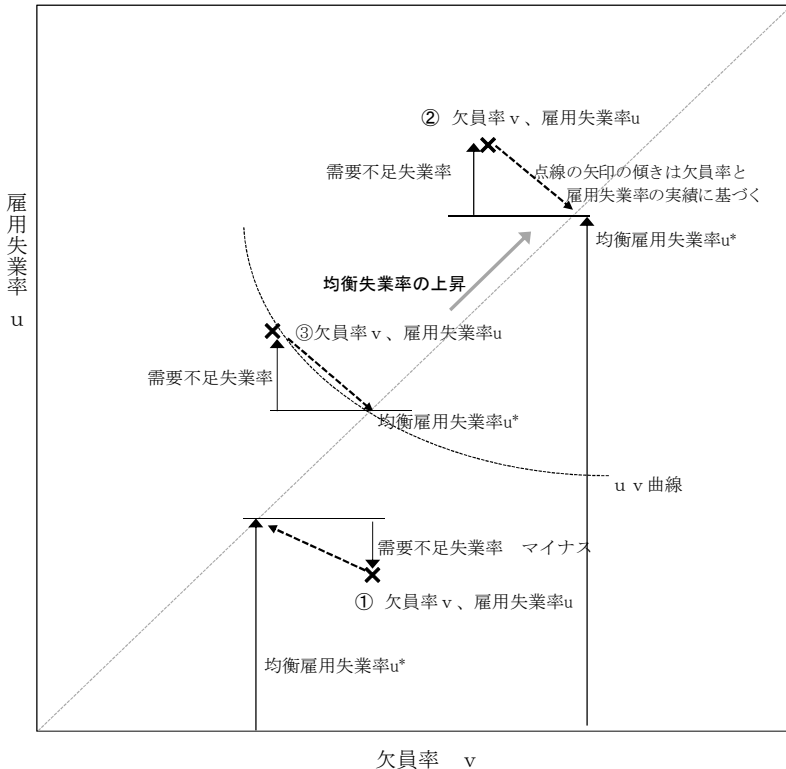 ② 欠員率ｖ、雇用失業率u
需要不足失業率
点線の矢印の傾きは欠員率と
雇用失業率の実績に基づく
雇用失業率 u
均衡雇用失業率u*
均衡失業率の上昇
③欠員率ｖ、雇用失業率u
需要不足失業率
均衡雇用失業率u*
ｕｖ曲線
需要不足失業率 マイナス
① 欠員率ｖ、雇用失業率u
均衡雇用失業率u*
欠員率 v